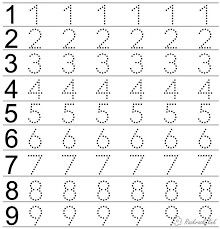 1 1 1 1 1 1 1
2 2 2 2 2 2 2
3 3 3 3 3 3 3
4 4 4 4 4 4 4
5 5 5 5 5 5 5
6 6 6 6 6 6 6
7 7 7 7 7 7 7
8 8 8 8 8 8 8
9 9 9 9 9 9 9